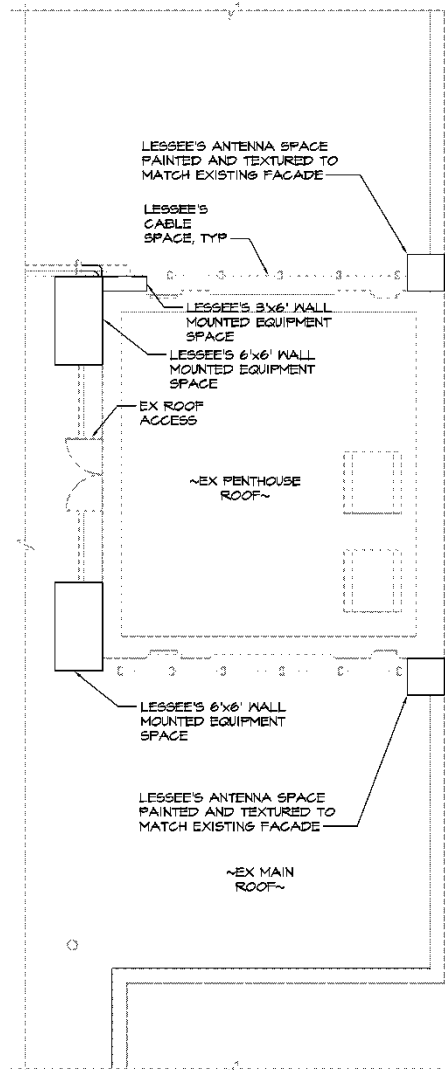 LESSEE'S ANTENNA SPACE
PAINTED AND TEXTURED TO
MATCH EXISTING FACADE
LESSEE'S
CABLE
SPACE, TYP
LESSEE'S 3'x6' WALL
MOUNTED EQUIPMENT
SPACE
LESSEE'S 6'x6' WALL
MOUNTED EQUIPMENT
SPACE
EX ROOF
ACCESS
~EX PENTHOUSE
ROOF~
LESSEE'S 6'x6' WALL
MOUNTED EQUIPMENT
SPACE
LESSEE'S ANTENNA SPACE
PAINTED AND TEXTURED TO
MATCH EXISTING FACADE
~EX MAIN
ROOF~